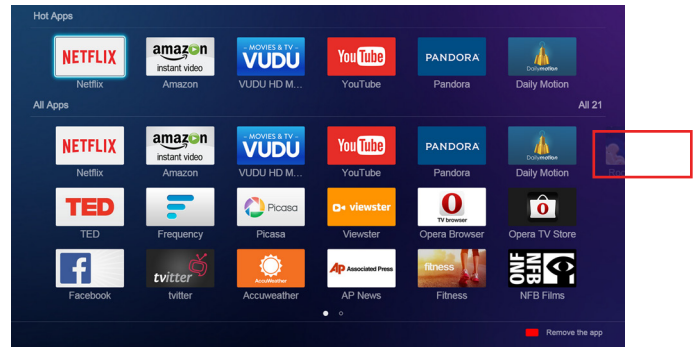 Hot Apps
NETFLIX
amazon
instant video
- MOVIES & TV -
VUDU
YouTube
PANDORA
Dailymotion
Netflix
Amazon
VUDU HD M...
YouTube
Pandora
Daily Motion
All Apps
All 21
NETFLIX
amazon
instant video
- MOVIES & TV -
VUDU
YouTube
PANDORA
Dailymotion
Netflix
Amazon
VUDU HD M...
YouTube
Pandora
Daily Motion
TED
Picasa
viewster
TV browser
TED
Frequency
Picasa
Viewster
Opera Browser
Opera TV Store
f
tvitter
AccuWeather
AP Associated Press
fitness
ONF
NFB
Facebook
tvitter
Accuweather
AP News
Fitness
NFB Films
Remove the app